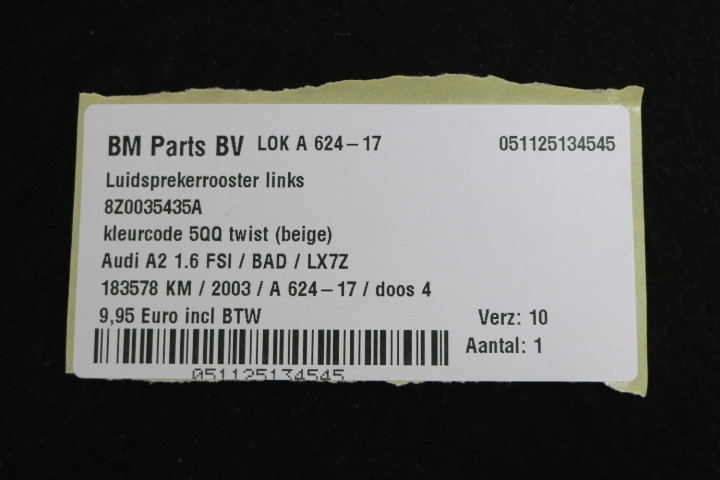 BM Parts BV LOK A 624-17 051125134545
Luidsprekerrooster links
8Z0035435A
kleurcode 5QQ twist (beige)
Audi A2 1.6 FSI / BAD / LX7Z
183578 KM / 2003 / A 624-17 / doos 4
9,95 Euro incl BTW Verz: 10
Aantal: 1
051125134545